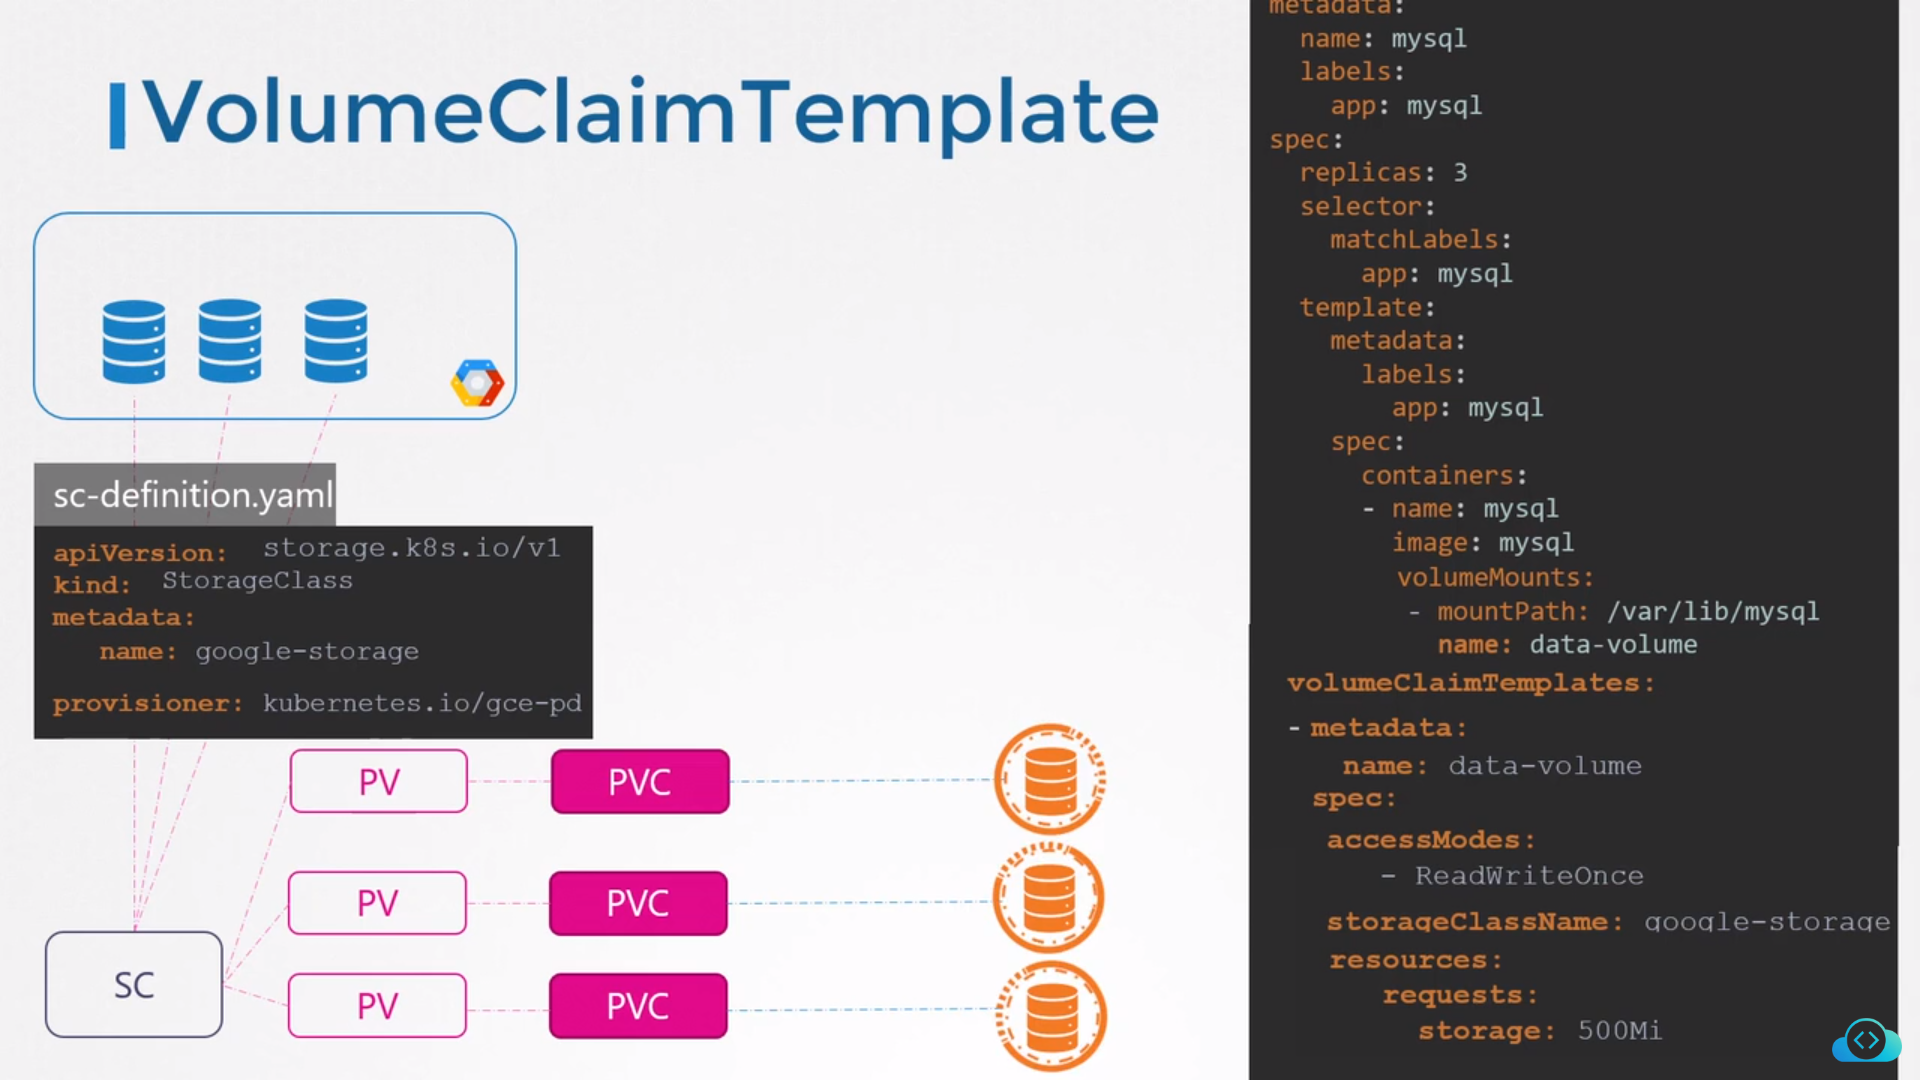 VolumeClaimTemplate
sc-definition.yaml
apiVersion: storage.k8s.io/v1
kind: StorageClass
metadata:
name: google-storage
provisioner: kubernetes.io/gce-pd
PV PVC
PV PVC
SC
PV PVC
metadata:
name: mysql
labels:
app: mysql
spec:
replicas: 3
selector:
matchLabels:
app: mysql
template:
metadata:
labels:
app: mysql
spec:
containers:
- name: mysql
image: mysql
volumeMounts:
- mountPath: /var/lib/mysql
name: data-volume
volumeClaimTemplates:
- metadata:
name: data-volume
spec:
accessModes:
- ReadWriteOnce
storageClassName: google-storage
resources:
requests:
storage: 500Mi